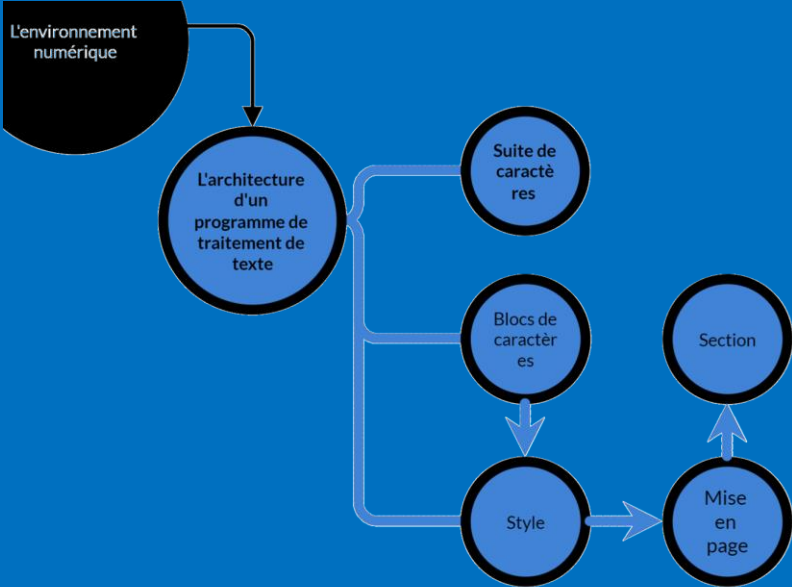 L'environnement
numérique
L'architecture
d'un
programme de
traitement de
texte
Suite de
caractè
res
Blocs de
caractèr
es
Section
Style
Mise
en
page